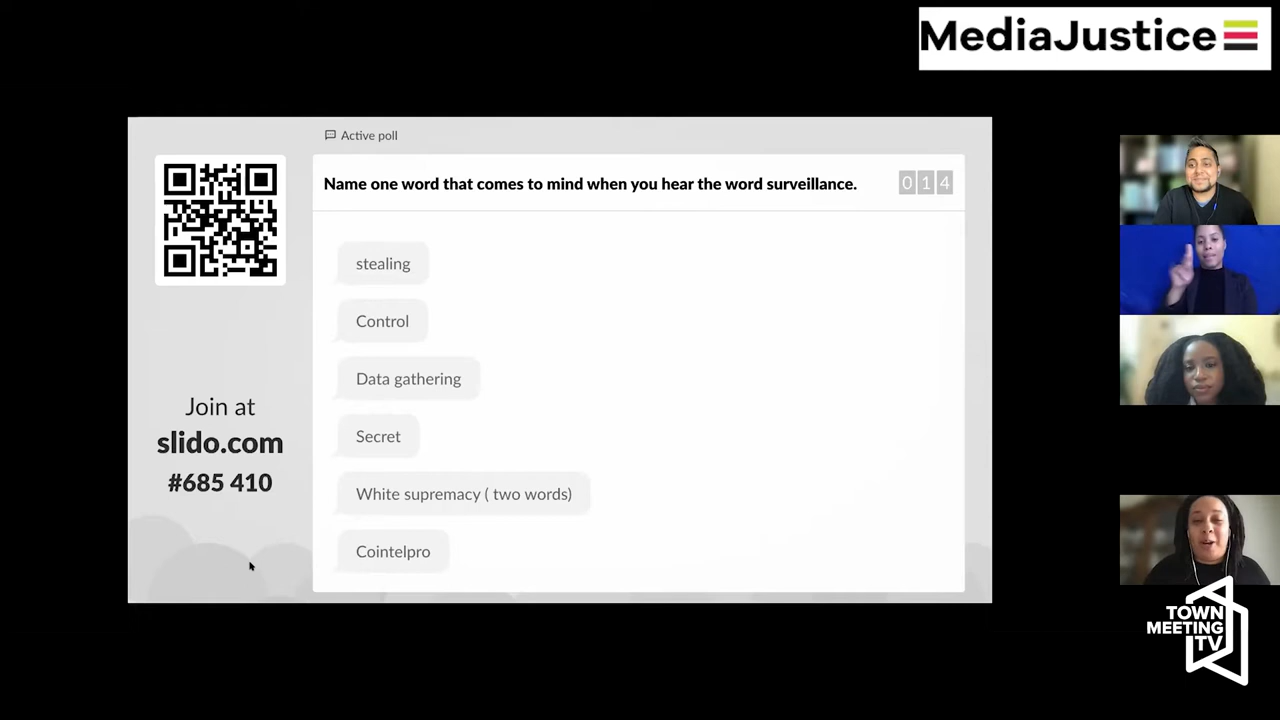 MediaJustice
Active poll
Name one word that comes to mind when you hear the word surveillance.
014
stealing
Control
Data gathering
Secret
White supremacy ( two words)
Cointelpro
Join at
slido.com
#685 410
TOWN
MEETING
TV